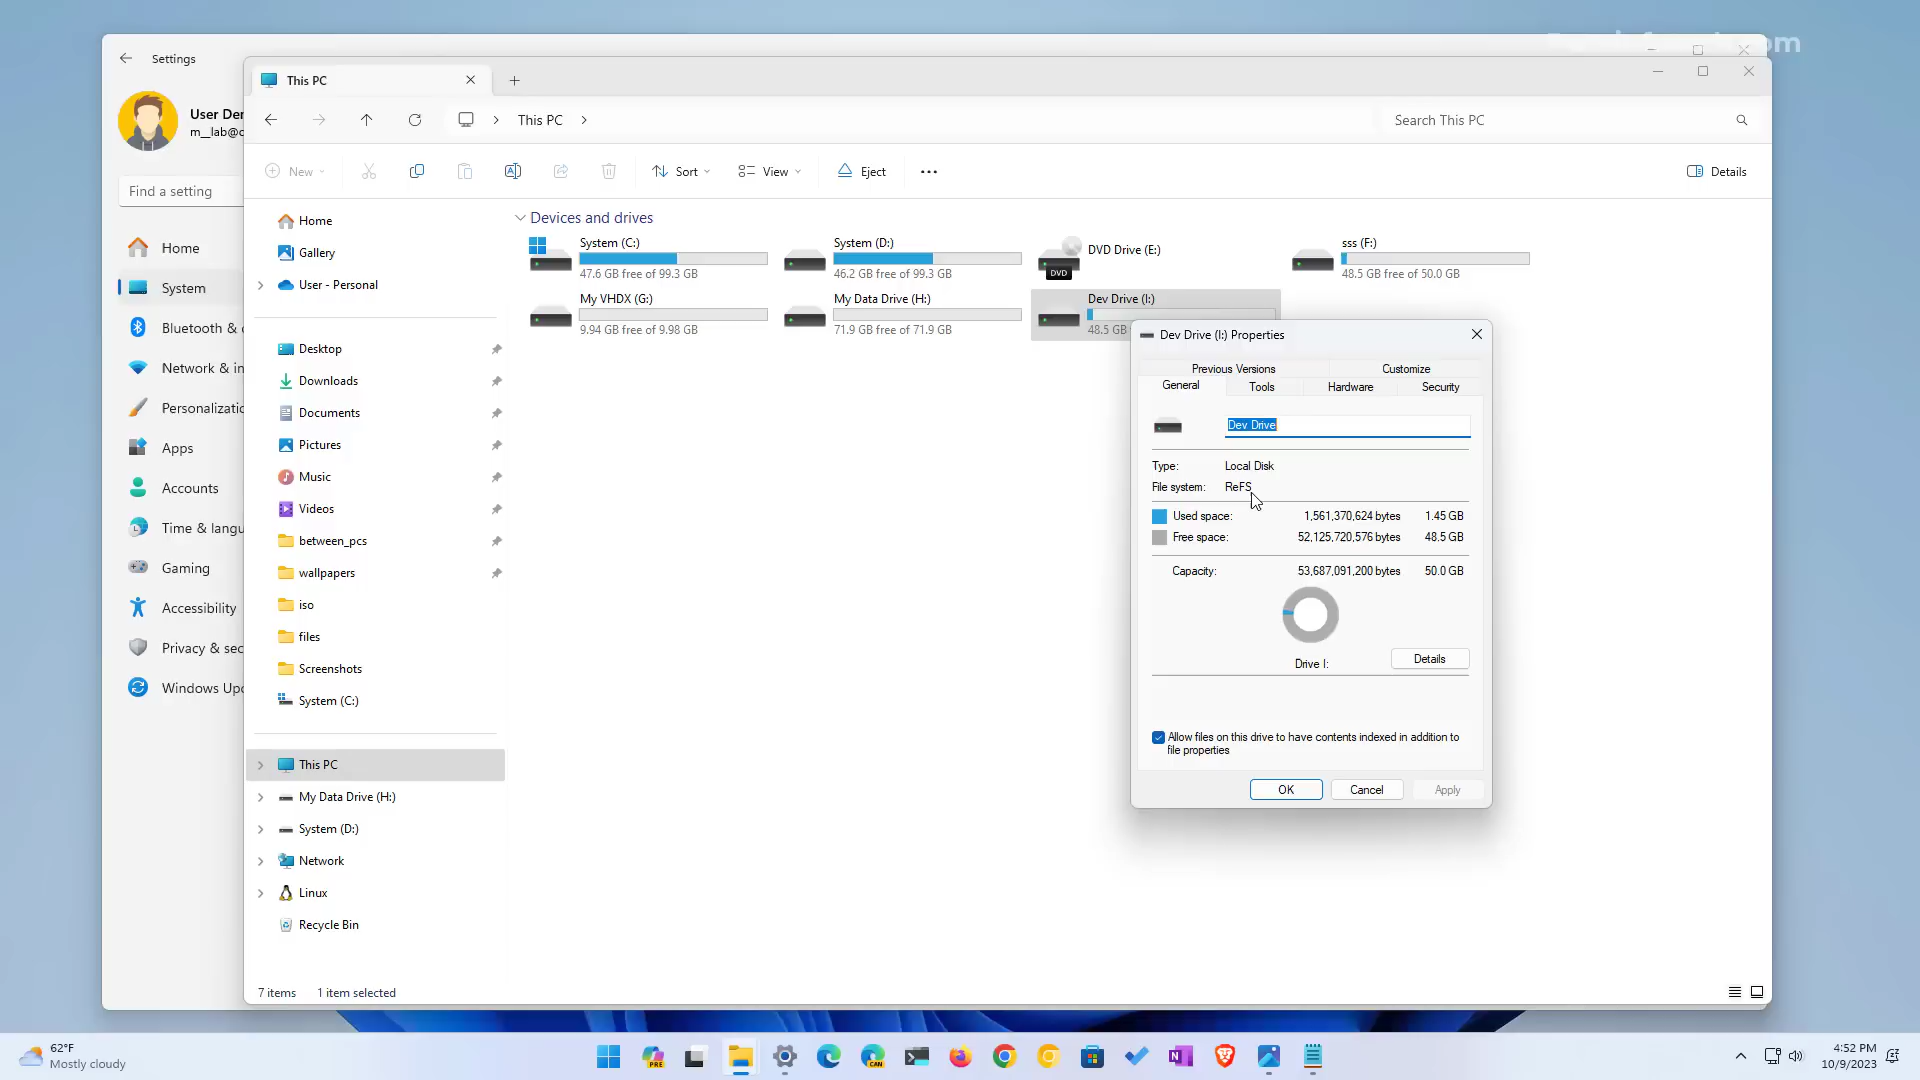 Settings
User Der
m__lab@c
Find a setting
Home
System
Bluetooth &
Network & in
Personalizatic
Apps
Accounts
Time & langu
Gaming
Accessibility
Privacy & sec
Windows Upc
om
This PC
This PC
Search This PC
New
Sort
View
Eject
Details
Home
Gallery
User - Personal
Desktop
Downloads
Documents
Pictures
Music
Videos
between_pcs
wallpapers
iso
files
Screenshots
System (C:)
This PC
My Data Drive (H:)
System (D:)
Network
Linux
Recycle Bin
7 items 1 item selected
Devices and drives
System (C:)
47.6 GB free of 99.3 GB
System (D:)
46.2 GB free of 99.3 GB
DVD Drive (E:)
DVD
sss (F:)
48.5 GB free of 50.0 GB
My VHDX (G:)
9.94 GB free of 9.98 GB
My Data Drive (H:)
71.9 GB free of 71.9 GB
Dev Drive (I:)
48.5 GB
Dev Drive (I:) Properties
Previous Versions Customize
General Tools Hardware Security
Dev Drive
Type: Local Disk
File system: ReFS
Used space: 1,561,370,624 bytes 1.45 GB
Free space: 52,125,720,576 bytes 48.5 GB
Capacity: 53,687,091,200 bytes 50.0 GB
Drive I:
Details
Allow files on this drive to have contents indexed in addition to
file properties
OK Cancel Apply
62°F
Mostly cloudy
PRE
CAN
4:52 PM
10/9/2023